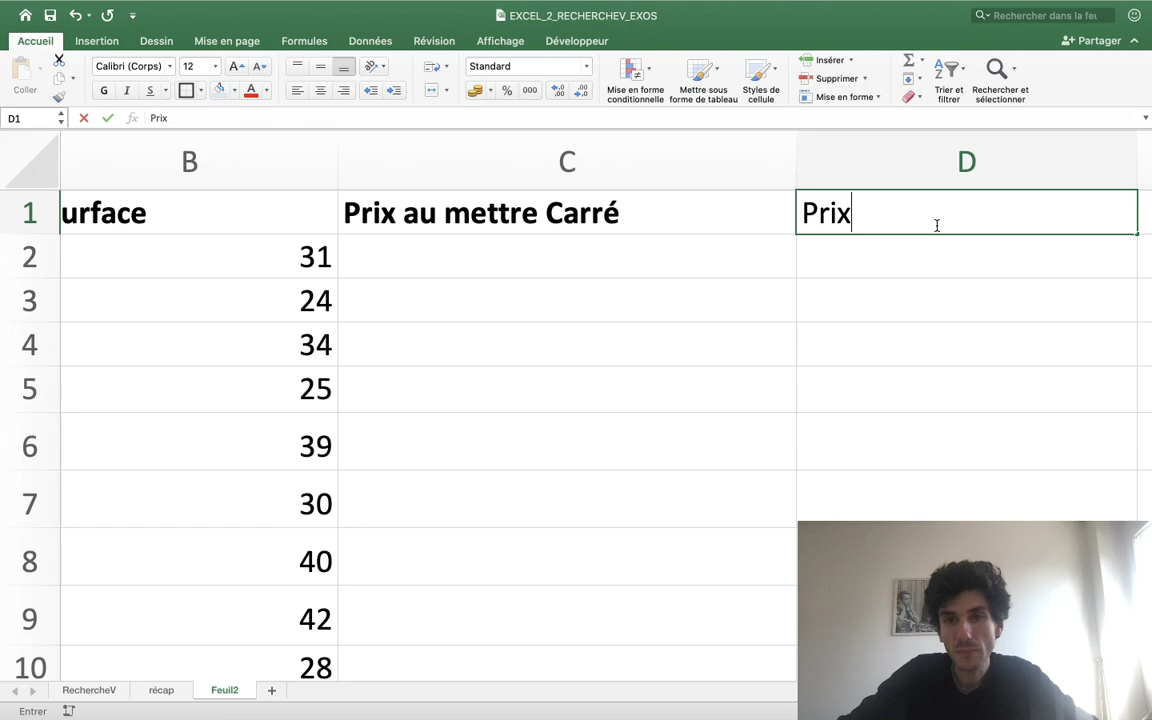 EXCEL_2_RECHERCHEV_EXOS
Rechercher dans la feu
Accueil Insertion Dessin Mise en page Formules Données Révision Affichage Développeur Partager
Coller
Calibri (Corps) 12 A A
G I S A
Standard
% 000
Mise en forme conditionnelle
Mettre sous forme de tableau
Styles de cellule
Insérer
Supprimer
Mise en forme
Trier et filtrer
Rechercher et sélectionner
D1 fx Prix
B C D
1 urface Prix au mettre Carré Prix
2 31
3 24
4 34
5 25
6 39
7 30
8 40
9 42
10 28
RechercheV récap Feuil2
Entrer